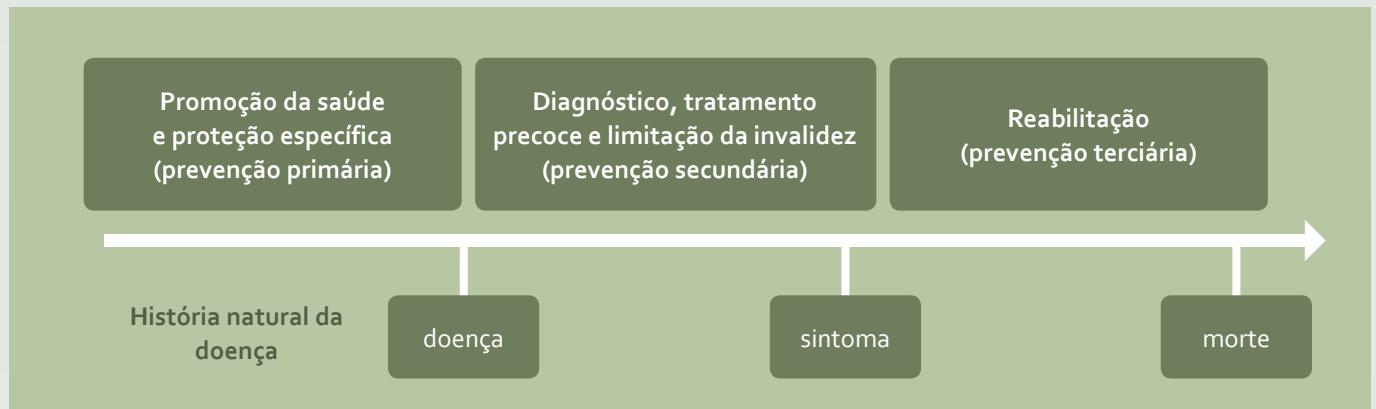 Promoção da saúde
e proteção específica
(prevenção primária)
Diagnóstico, tratamento
precoce e limitação da invalidez
(prevenção secundária)
Reabilitação
(prevenção terciária)
História natural da
doença
doença
sintoma
morte